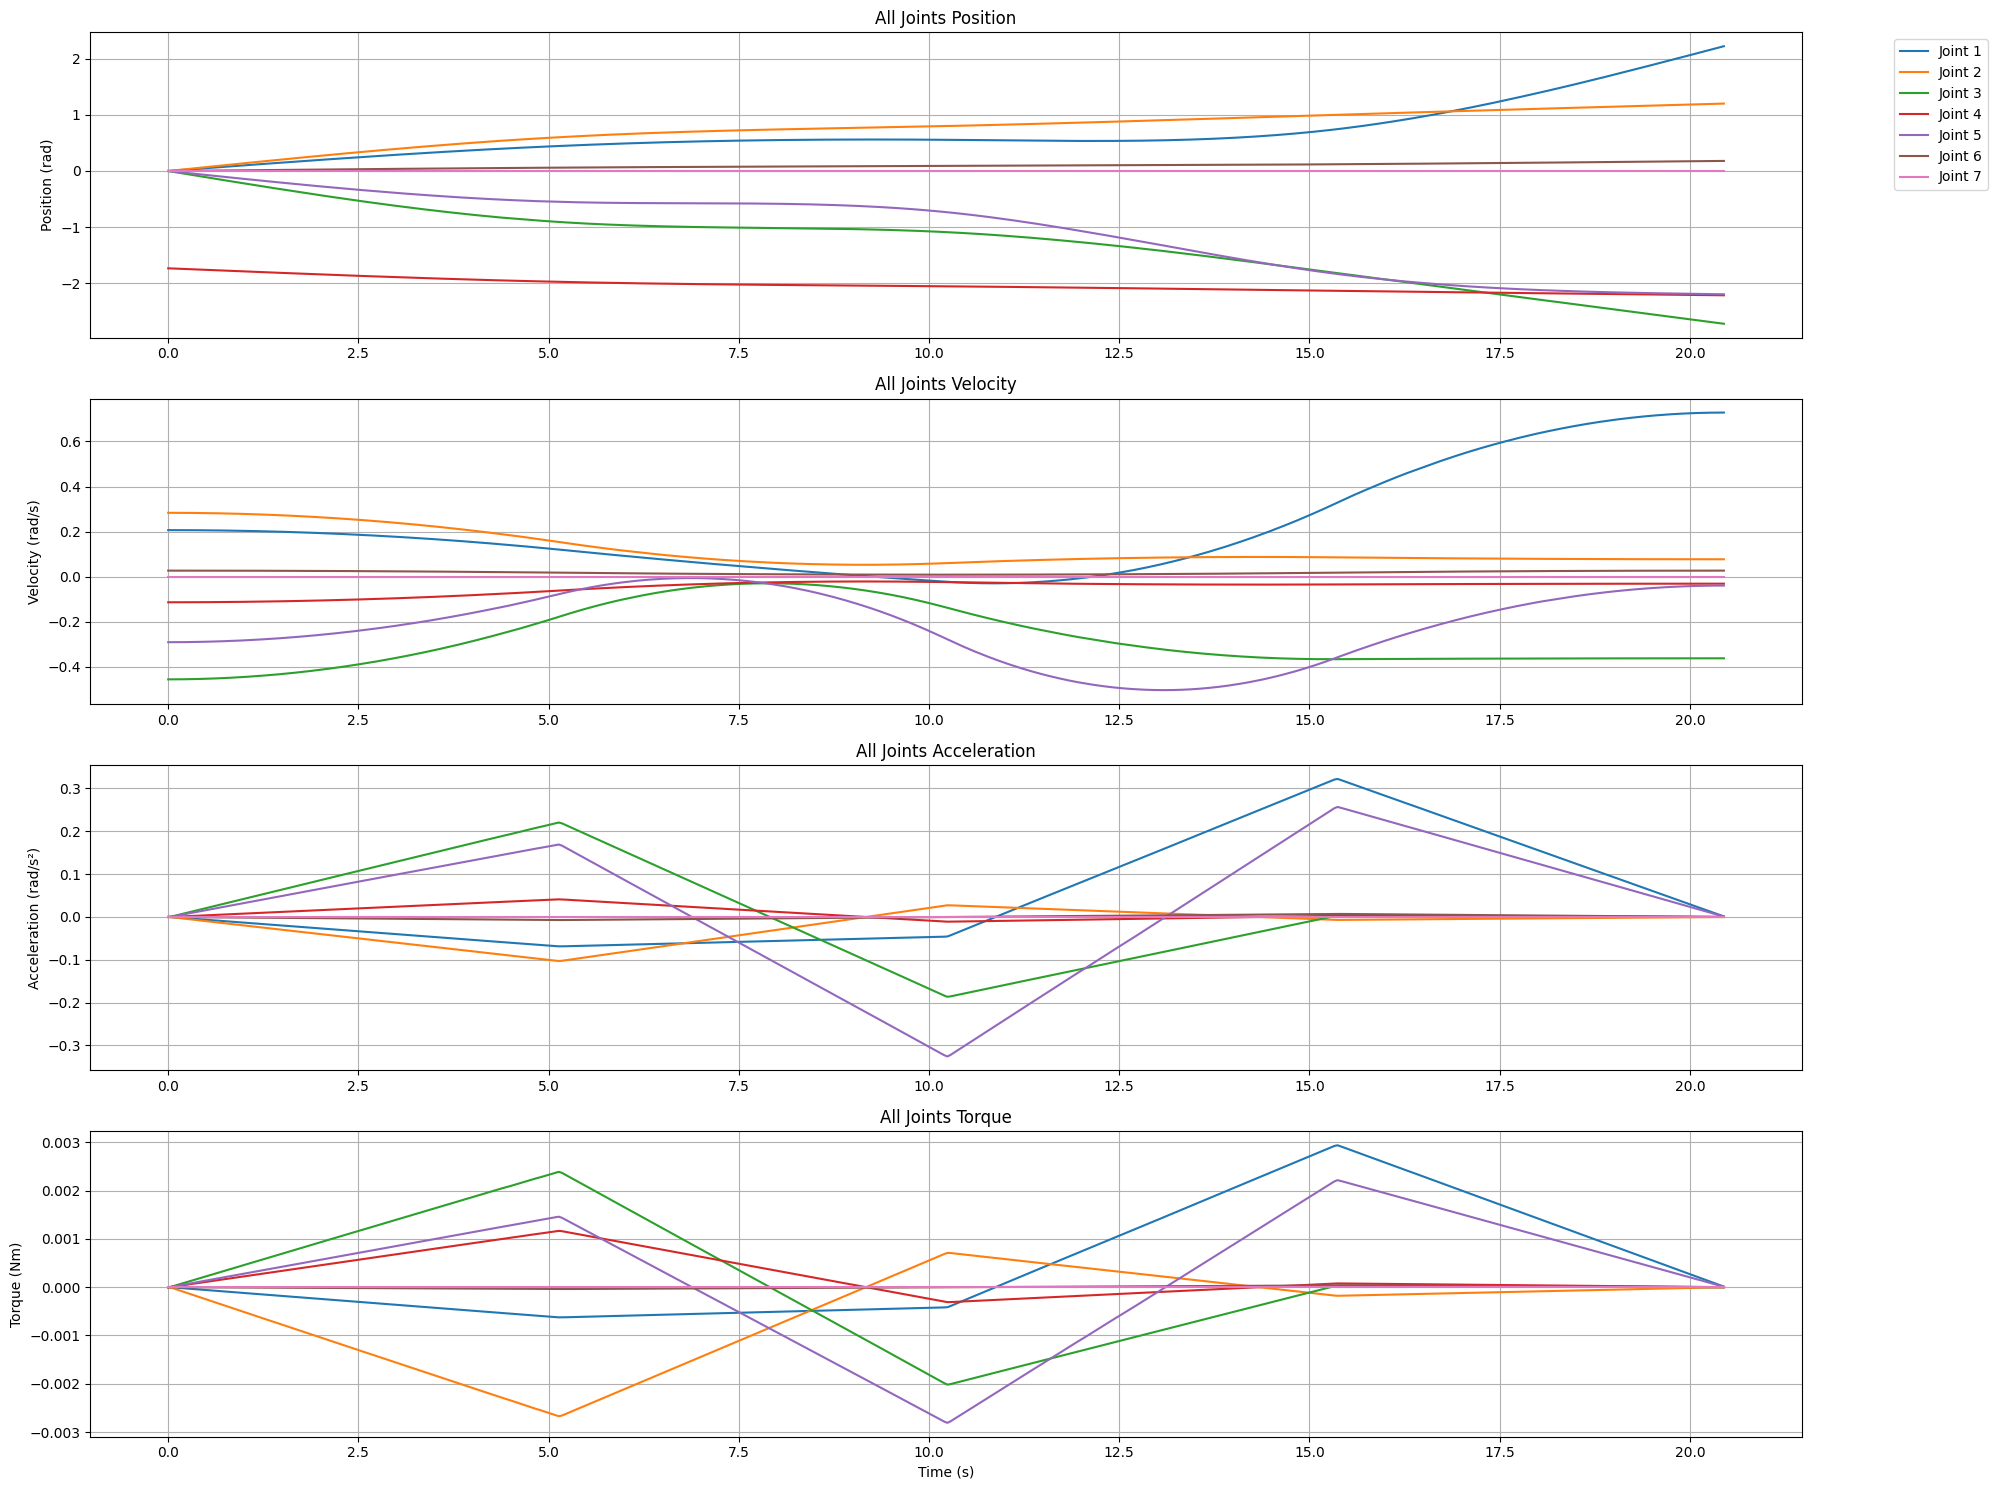 All Joints Position
Position (rad)
2
1
0
−1
−2
0.0 2.5 5.0 7.5 10.0 12.5 15.0 17.5 20.0
Joint 1
Joint 2
Joint 3
Joint 4
Joint 5
Joint 6
Joint 7
All Joints Velocity
Velocity (rad/s)
0.6
0.4
0.2
0.0
−0.2
−0.4
0.0 2.5 5.0 7.5 10.0 12.5 15.0 17.5 20.0
All Joints Acceleration
Acceleration (rad/s²)
0.3
0.2
0.1
0.0
−0.1
−0.2
−0.3
0.0 2.5 5.0 7.5 10.0 12.5 15.0 17.5 20.0
All Joints Torque
Torque (Nm)
0.003
0.002
0.001
0.000
−0.001
−0.002
−0.003
0.0 2.5 5.0 7.5 10.0 12.5 15.0 17.5 20.0
Time (s)